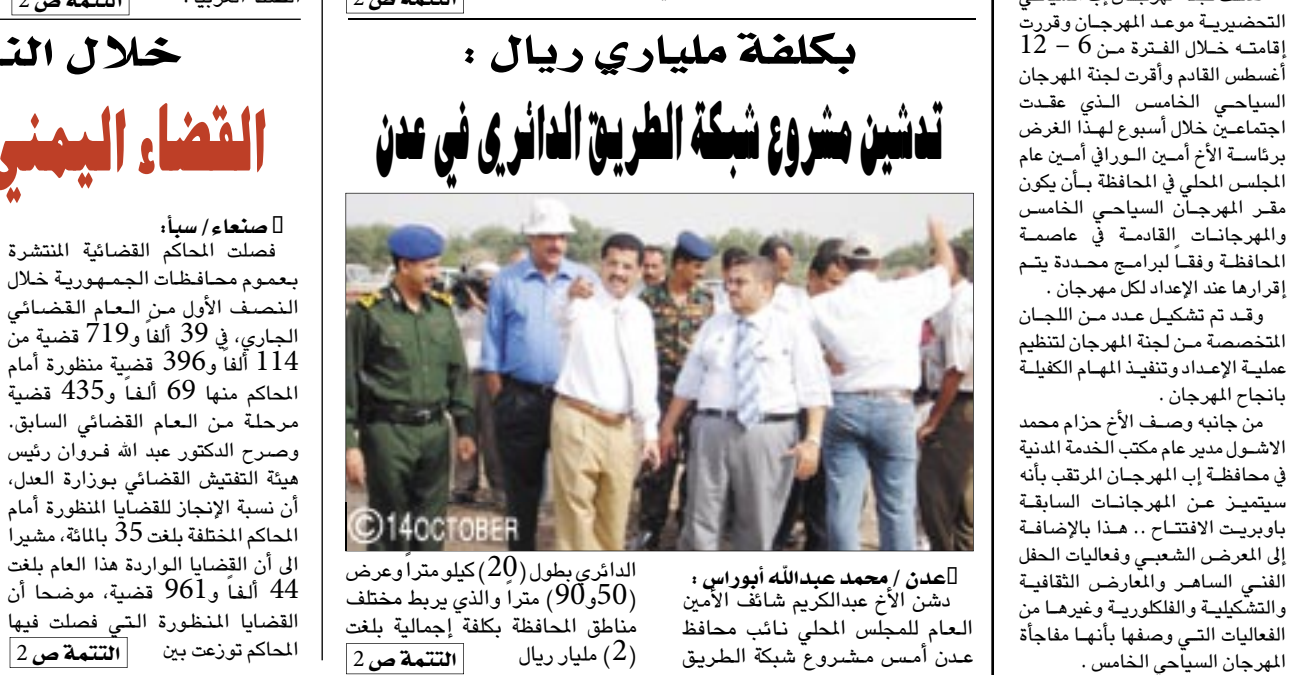 التحضيرية موعد المهرجان وقررت
إقامته خلال الفترة من 6 – 12
أغسطس القادم وأقرت لجنة المهرجان
السياحي الخامس الذي عقدت
اجتماعين خلال أسبوع لهذا الغرض
برئاسة الأخ أمين الورافي أمين عام
المجلس المحلي في المحافظة بأن يكون
مقر المهرجان السياحي الخامس
والمهرجانات القادمة في عاصمة
المحافظة وفقاً لبرامج محددة يتم
إقرارها عند الإعداد لكل مهرجان .
وقد تم تشكيل عدد من اللجان
المتخصصة من لجنة المهرجان لتنظيم
عملية الإعداد وتنفيذ المهام الكفيلة
بانجاح المهرجان .
من جانبه وصف الأخ حزام محمد
الاشول مدير عام مكتب الخدمة المدنية
في محافظة إب المهرجان المرتقب بأنه
سيتميز عن المهرجانات السابقة
باوبريت الافتتاح .. هذا بالإضافة
إلى المعرض الشعبي وفعاليات الحفل
الفني الساهر والمعارض الثقافية
والتشكيلية والفلكلورية وغيرها من
الفعاليات التي وصفها بأنها مفاجأة
المهرجان السياحي الخامس .
التتمة ص 2
بكلفة ملياري ريال :
تدشين مشروع شبكة الطريق الدائري في عدن
©14OCTOBER
عدن / محمد عبدالله أبوراس :
دشن الأخ عبدالكريم شائف الأمين
العام للمجلس المحلي نائب محافظ
عدن أمس مشروع شبكة الطريق
الدائري بطول (20) كيلو متراً وعرض
(50و90) متراً والذي يربط مختلف
مناطق المحافظة بكلفة إجمالية بلغت
(2) مليار ريال
التتمة ص 2
التتمة ص 2
خلال الن
القضاء اليمني
صنعاء/ سبأ:
فصلت المحاكم القضائية المنتشرة
بعموم محافظات الجمهورية خلال
النصف الأول من العام القضائي
الجاري، في 39 ألفاً و719 قضية من
114 ألفاً و396 قضية منظورة أمام
المحاكم منها 69 ألفاً و435 قضية
مرحلة من العام القضائي السابق.
وصرح الدكتور عبد الله فروان رئيس
هيئة التفتيش القضائي بوزارة العدل،
أن نسبة الإنجاز للقضايا المنظورة أمام
المحاكم المختلفة بلغت 35 بالمائة، مشيرا
الى أن القضايا الواردة هذا العام بلغت
44 ألفاً و961 قضية، موضحا أن
القضايا المنظورة التي فصلت فيها
المحاكم توزعت بين
التتمة ص 2